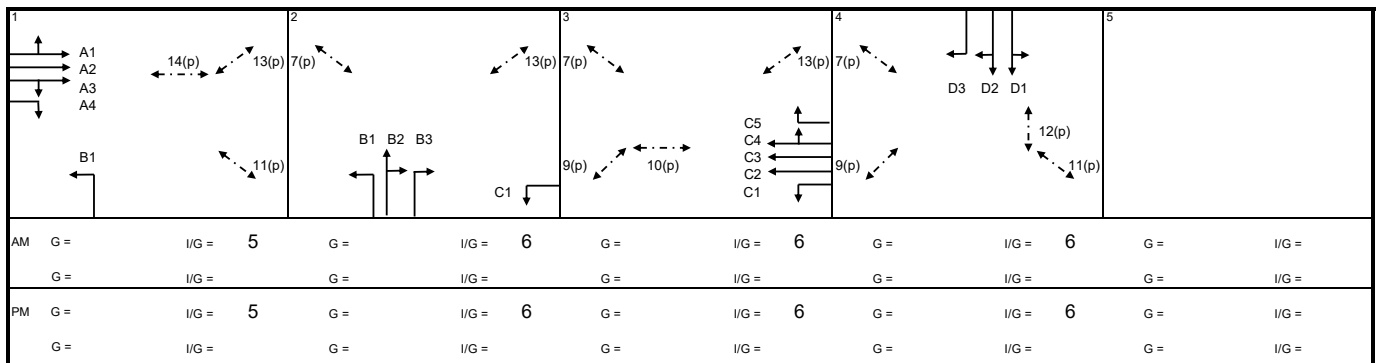 1 2 3 4 5
A1
A2
A3
A4
B1
14(p)
13(p)
11(p)
7(p)
B1 B2 B3
13(p)
C1
7(p)
9(p)
10(p)
13(p)
C5
C4
C3
C2
C1
7(p)
9(p)
D3 D2 D1
12(p)
11(p)
AM G = I/G = 5 G = I/G = 6 G = I/G = 6 G = I/G = 6 G = I/G =
G = I/G = G = I/G = G = I/G = G = I/G = G = I/G =
PM G = I/G = 5 G = I/G = 6 G = I/G = 6 G = I/G = 6 G = I/G =
G = I/G = G = I/G = G = I/G = G = I/G = G = I/G =